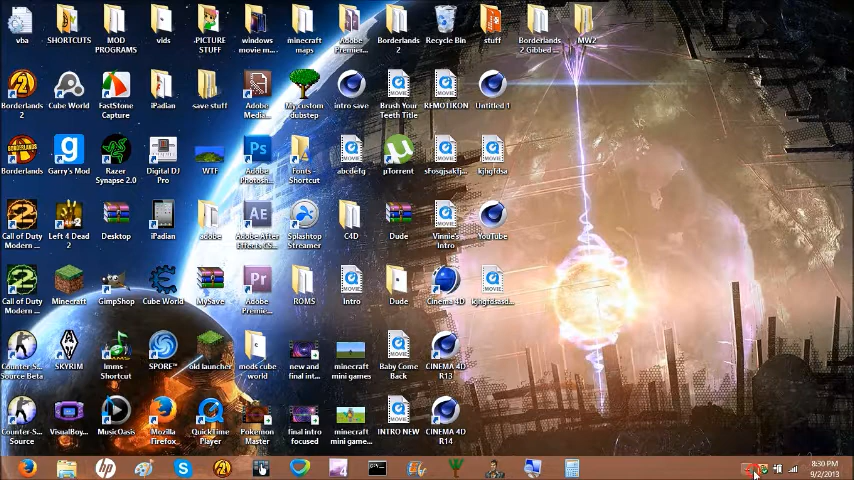 vba
SHORTCUTS
MOD
PROGRAMS
vids
PICTURE
STUFF
windows
movie m...
minecraft
maps
Adobe
Premier...
Borderlands
2
Recycle Bin
stuff
Borderlands
2 Gibbed ...
MW2
Borderlands
2
Cube World
FastStone
Capture
iPadian
save stuff
Adobe
Media...
My custom
dubstep
intro save
Brush Your
Teeth Title
REMOTIKON
Untitled 1
Borderlands
Garry's Mod
Razer
Synapse 2.0
Digital DJ
Pro
WTF
Adobe
Photosh...
Fonts -
Shortcut
abcdefg
µTorrent
sFosgjsakfj...
kjhgfdsa
Call of Duty
Modern ...
Left 4 Dead
2
Desktop
iPadian
adobe
Adobe After
Effects CS...
Splashtop
Streamer
C4D
Dude
Vinnie's
Intro
YouTube
Call of Duty
Modern ...
Minecraft
GimpShop
Cube World
MySave
Adobe
Premie...
ROMS
Intro
Dude
Cinema 4D
kjhgfdsasd...
Counter-S...
Source Beta
SKYRIM
lmms -
Shortcut
SPORE™
old launcher
mods cube
world
new and
final int...
minecraft
mini games
Baby Come
Back
CINEMA 4D
R13
Counter-S...
Source
VisualBoy...
MusicOasis
Mozilla
Firefox
QuickTime
Player
Pokemon
Master
final intro
focused
minecraft
mini game...
INTRO NEW
CINEMA 4D
R14
8:30 PM
9/2/2013